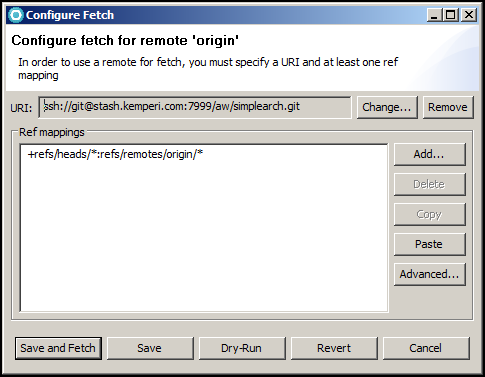 Configure Fetch
Configure fetch for remote 'origin'
In order to use a remote for fetch, you must specify a URI and at least one ref
mapping
URI: ssh://git@stash.kemperi.com:7999/aw/simplearch.git Change... Remove
Ref mappings
+refs/heads/*:refs/remotes/origin/*
Add...
Delete
Copy
Paste
Advanced...
Save and Fetch Save Dry-Run Revert Cancel